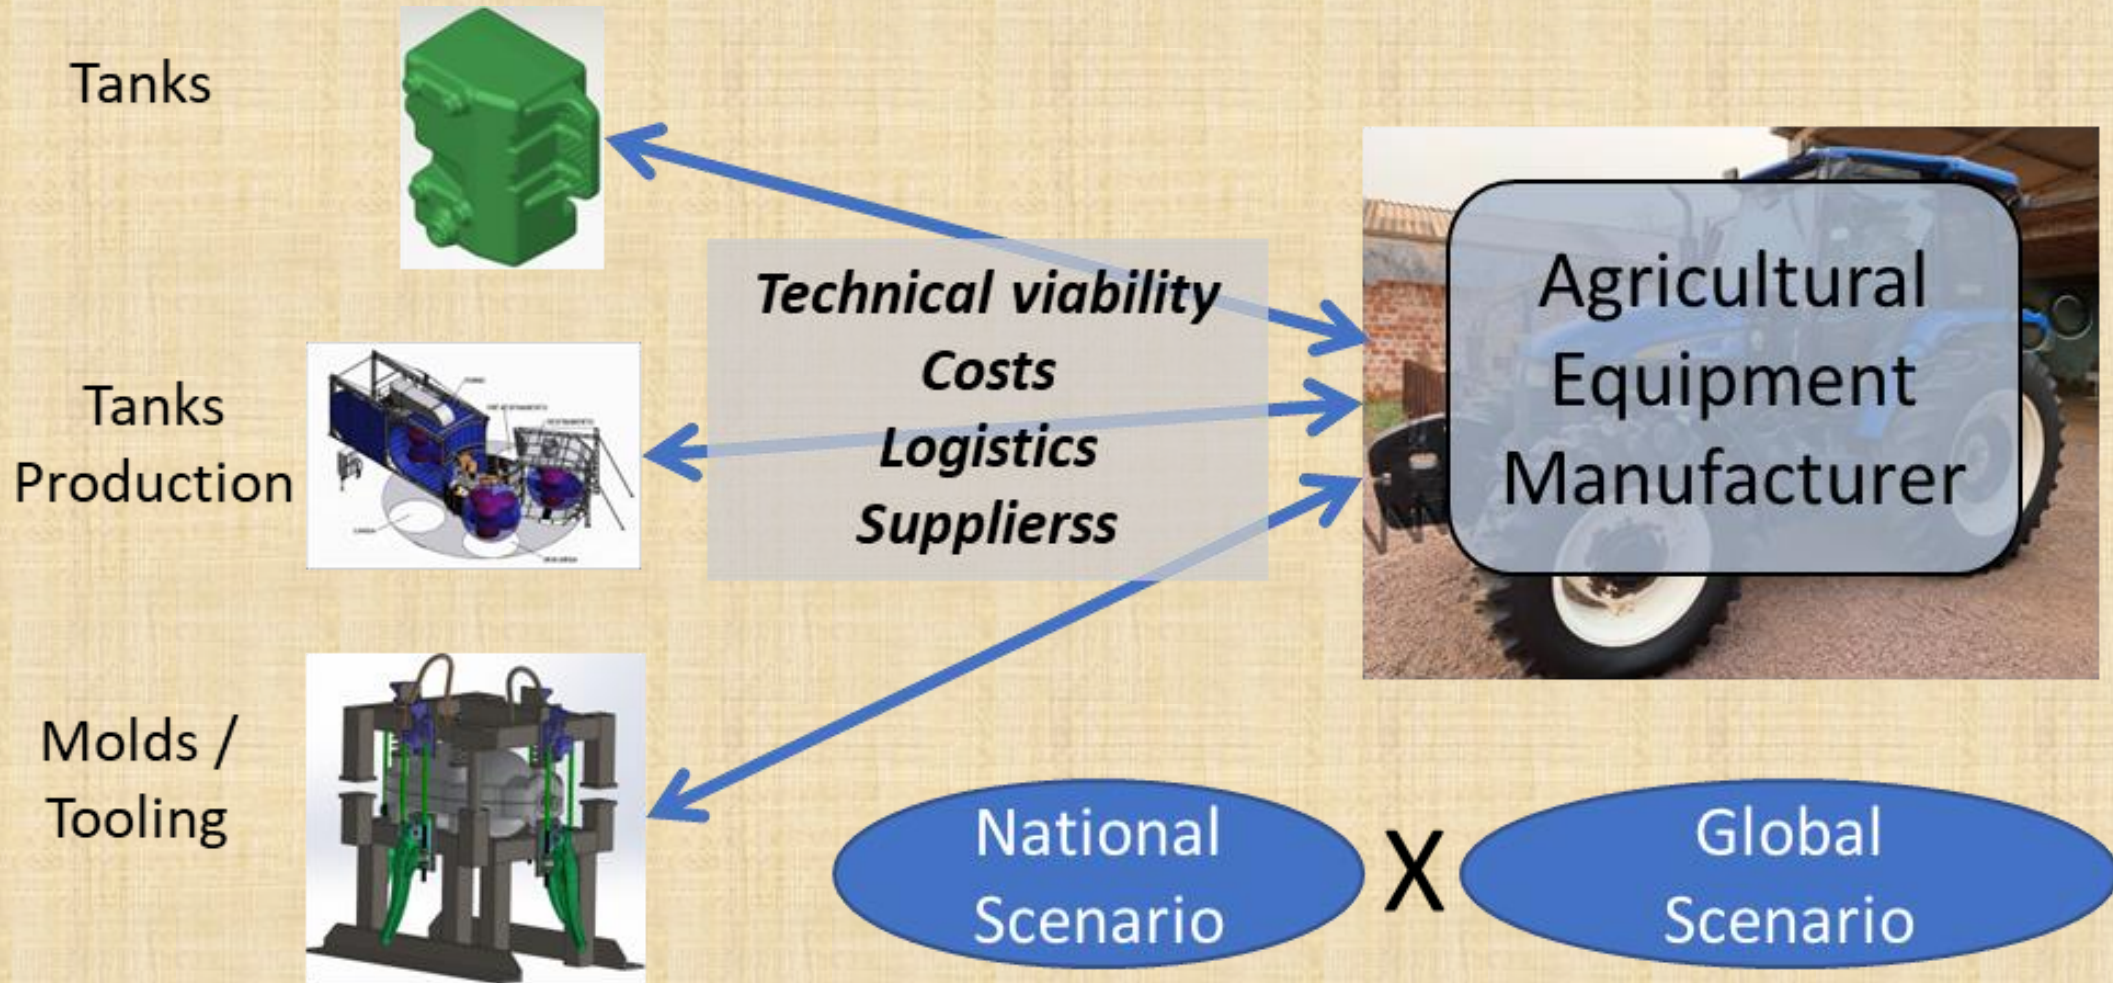 Tanks
Tanks
Production
Molds /
Tooling
Technical viability
Costs
Logistics
Supplierss
Agricultural
Equipment
Manufacturer
National
Scenario
X
Global
Scenario